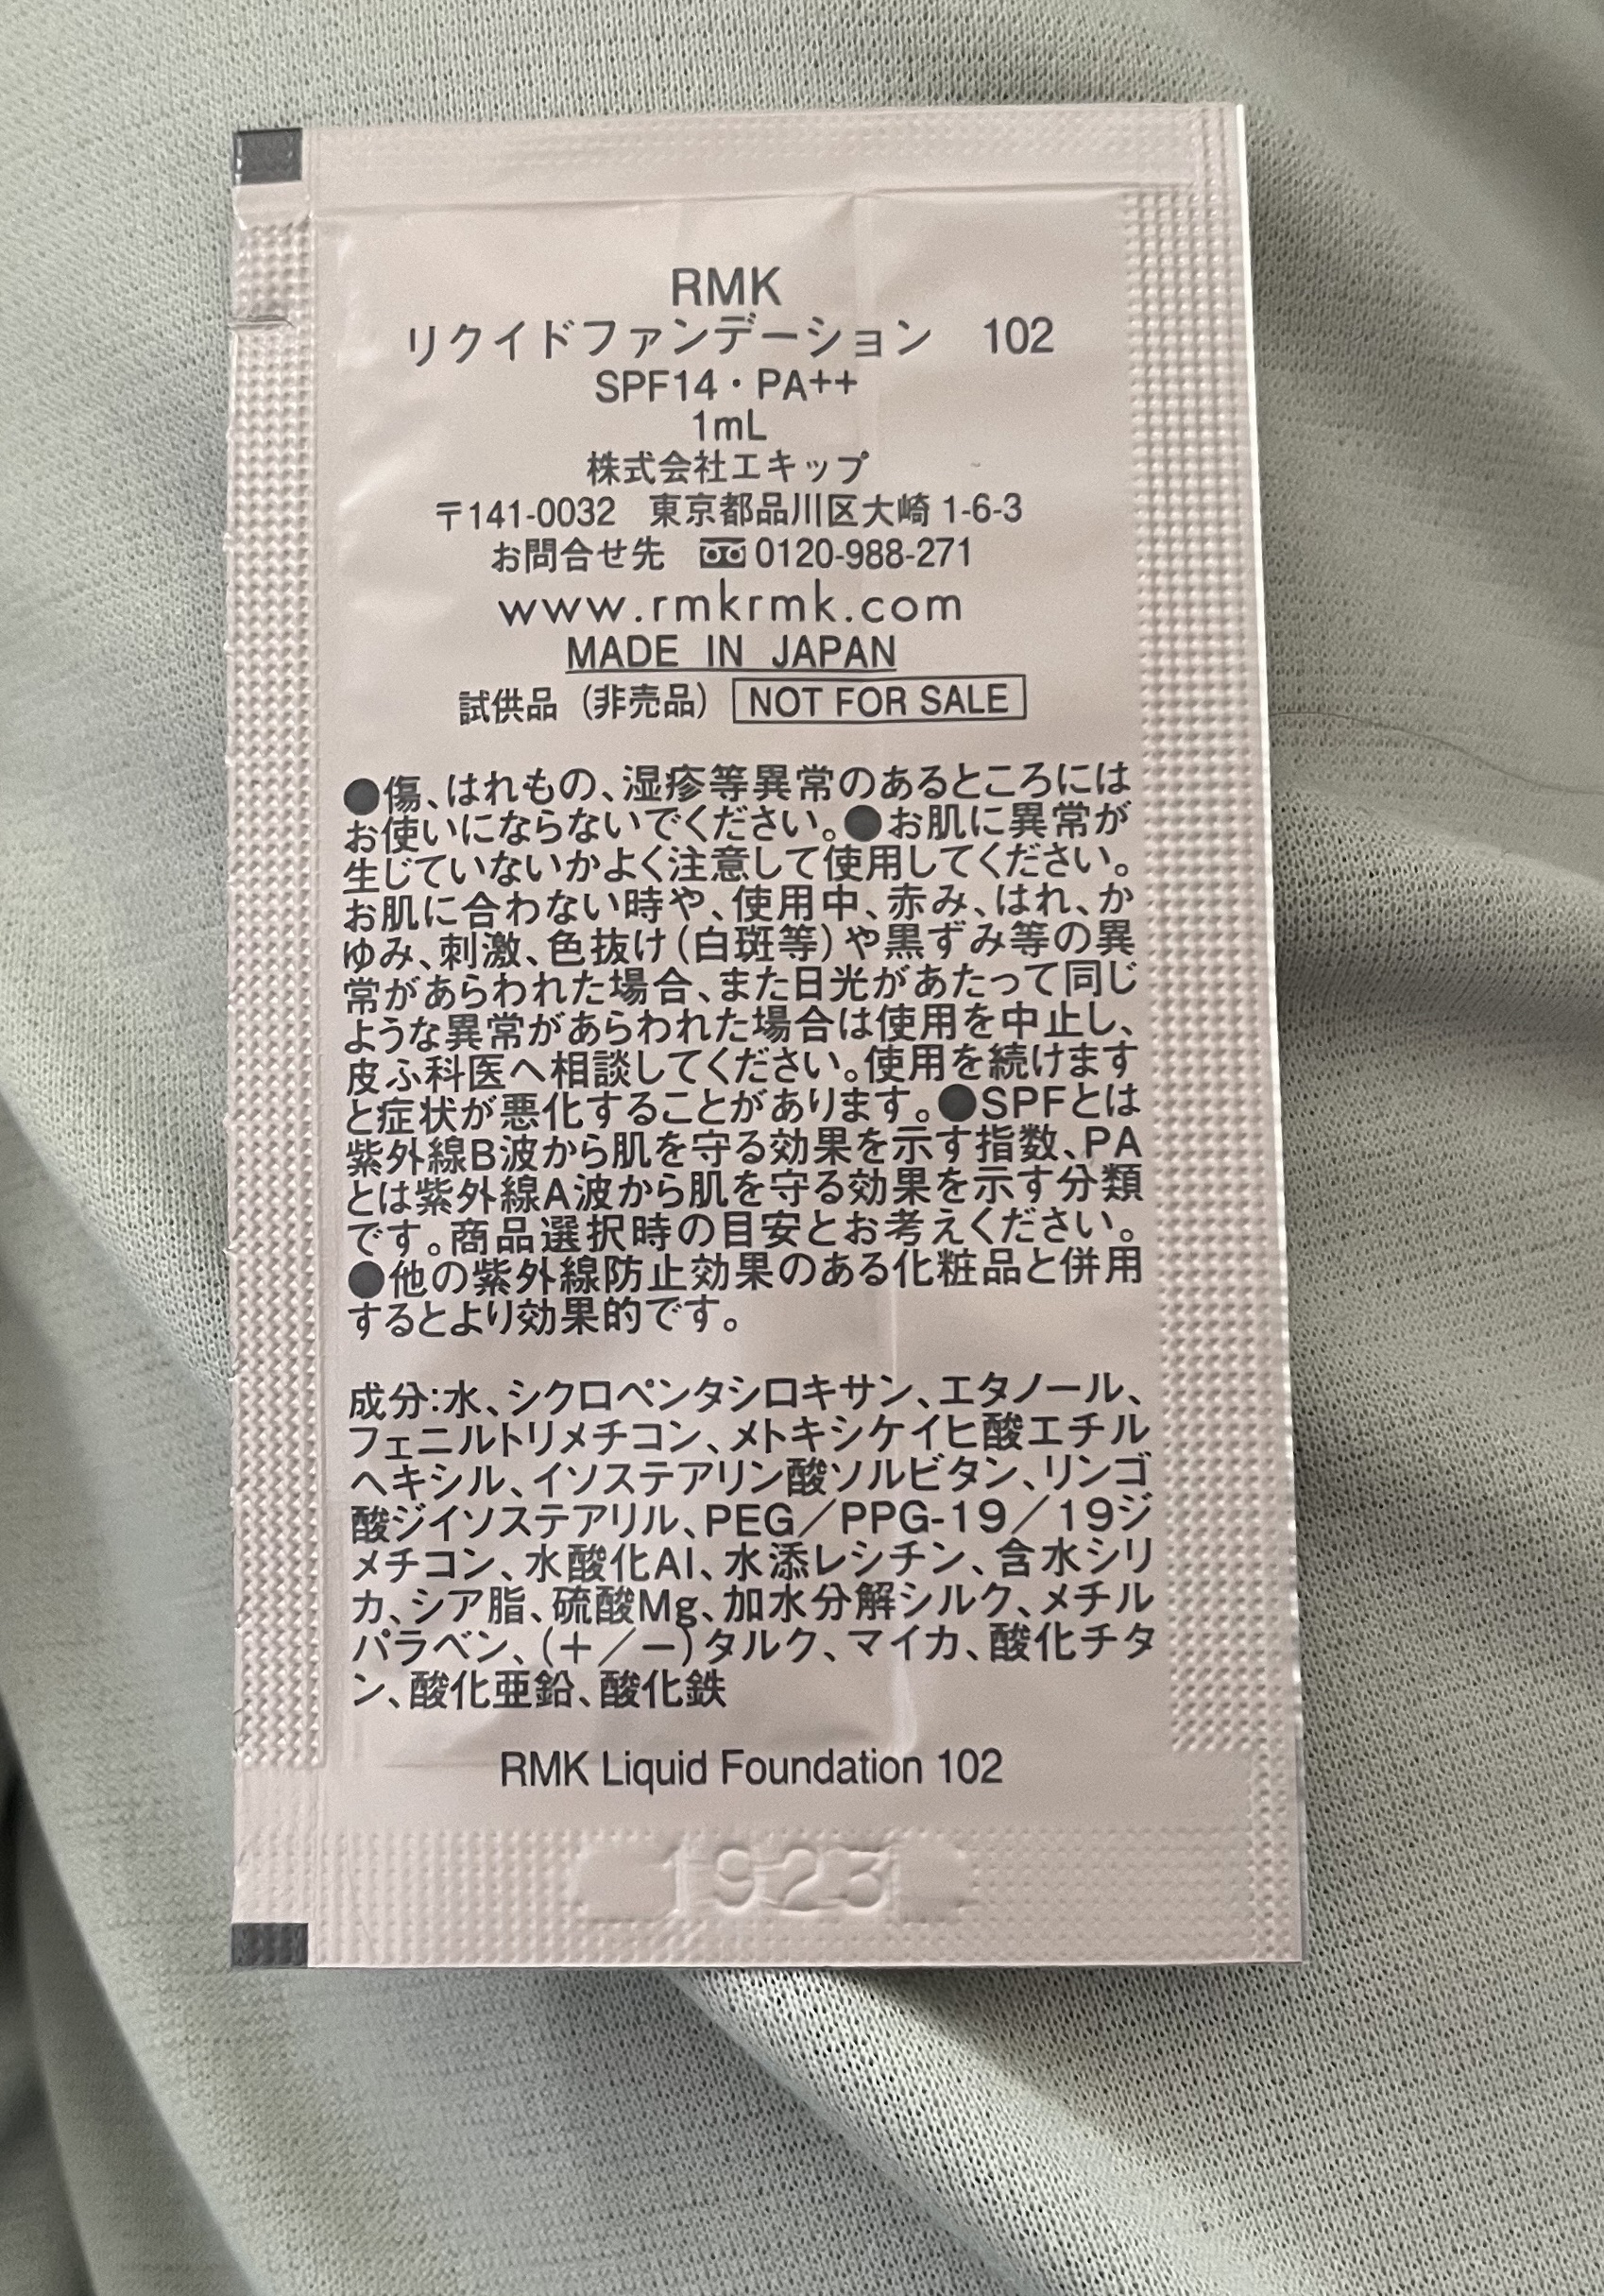 RMK
リクイドファンデーション　102
SPF14・PA++
1mL
株式会社エキップ
〒141-0032　東京都品川区大崎 1-6-3
お問合せ先　0120-988-271
www.rmkrmk.com
MADE IN JAPAN
試供品（非売品） NOT FOR SALE
●傷、はれもの、湿疹等異常のあるところには
お使いにならないでください。●お肌に異常が
生じていないかよく注意して使用してください。
お肌に合わない時や、使用中、赤み、はれ、か
ゆみ、刺激、色抜け（白斑等）や黒ずみ等の異
常があらわれた場合、また日光があたって同じ
ような異常があらわれた場合は使用を中止し、
皮ふ科医へ相談してください。使用を続けます
と症状が悪化することがあります。●SPFとは
紫外線B波から肌を守る効果を示す指数、PA
とは紫外線A波から肌を守る効果を示す分類
です。商品選択時の目安とお考えください。
●他の紫外線防止効果のある化粧品と併用
するとより効果的です。
成分：水、シクロペンタシロキサン、エタノール、
フェニルトリメチコン、メトキシケイヒ酸エチル
ヘキシル、イソステアリン酸ソルビタン、リンゴ
酸ジイソステアリル、PEG／PPG-19／19ジ
メチコン、水酸化Al、水添レシチン、含水シリ
カ、シア脂、硫酸Mg、加水分解シルク、メチル
パラベン、（＋／－）タルク、マイカ、酸化チタ
ン、酸化亜鉛、酸化鉄
RMK Liquid Foundation 102
1923